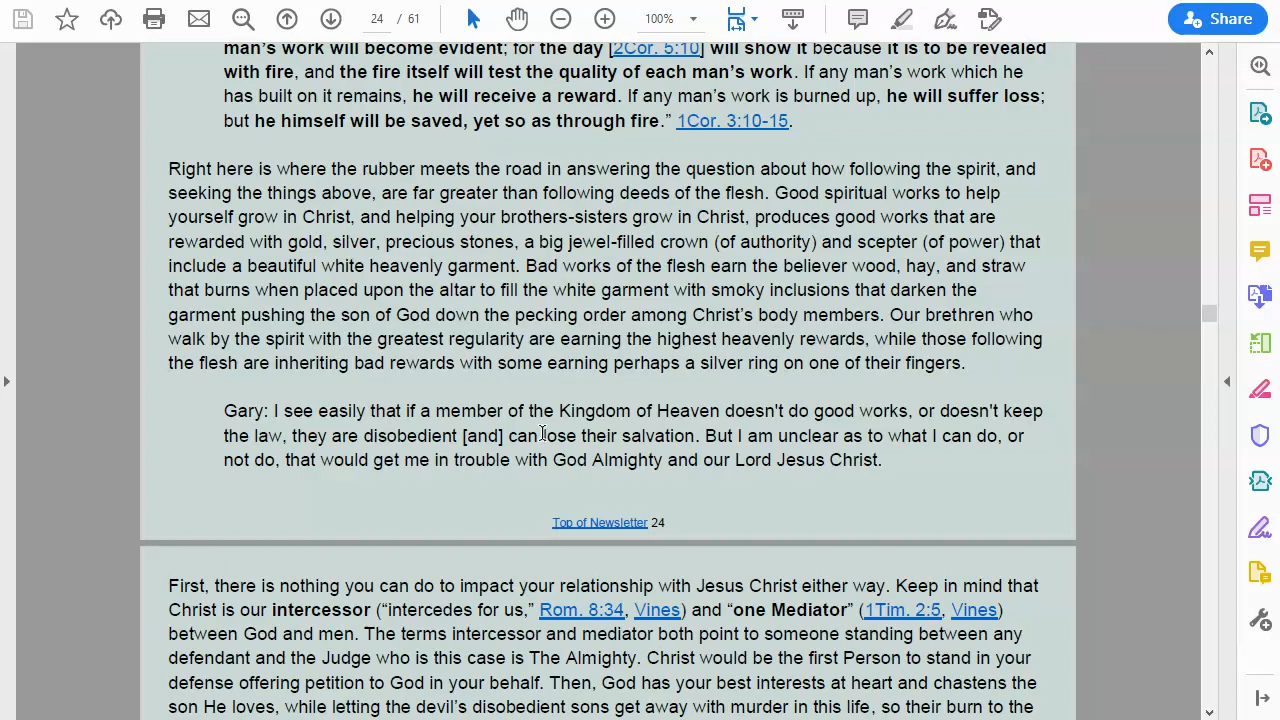 24 / 61
100%
Share
man’s work will become evident; for the day [2Cor. 5:10] will show it because it is to be revealed
with fire, and the fire itself will test the quality of each man’s work. If any man’s work which he
has built on it remains, he will receive a reward. If any man’s work is burned up, he will suffer loss;
but he himself will be saved, yet so as through fire.” 1Cor. 3:10-15.
Right here is where the rubber meets the road in answering the question about how following the spirit, and
seeking the things above, are far greater than following deeds of the flesh. Good spiritual works to help
yourself grow in Christ, and helping your brothers-sisters grow in Christ, produces good works that are
rewarded with gold, silver, precious stones, a big jewel-filled crown (of authority) and scepter (of power) that
include a beautiful white heavenly garment. Bad works of the flesh earn the believer wood, hay, and straw
that burns when placed upon the altar to fill the white garment with smoky inclusions that darken the
garment pushing the son of God down the pecking order among Christ’s body members. Our brethren who
walk by the spirit with the greatest regularity are earning the highest heavenly rewards, while those following
the flesh are inheriting bad rewards with some earning perhaps a silver ring on one of their fingers.
Gary: I see easily that if a member of the Kingdom of Heaven doesn't do good works, or doesn't keep
the law, they are disobedient [and] can lose their salvation. But I am unclear as to what I can do, or
not do, that would get me in trouble with God Almighty and our Lord Jesus Christ.
Top of Newsletter 24
First, there is nothing you can do to impact your relationship with Jesus Christ either way. Keep in mind that
Christ is our intercessor (“intercedes for us,” Rom. 8:34, Vines) and “one Mediator” (1Tim. 2:5, Vines)
between God and men. The terms intercessor and mediator both point to someone standing between any
defendant and the Judge who is this case is The Almighty. Christ would be the first Person to stand in your
defense offering petition to God in your behalf. Then, God has your best interests at heart and chastens the
son He loves, while letting the devil’s disobedient sons get away with murder in this life, so their burn to the